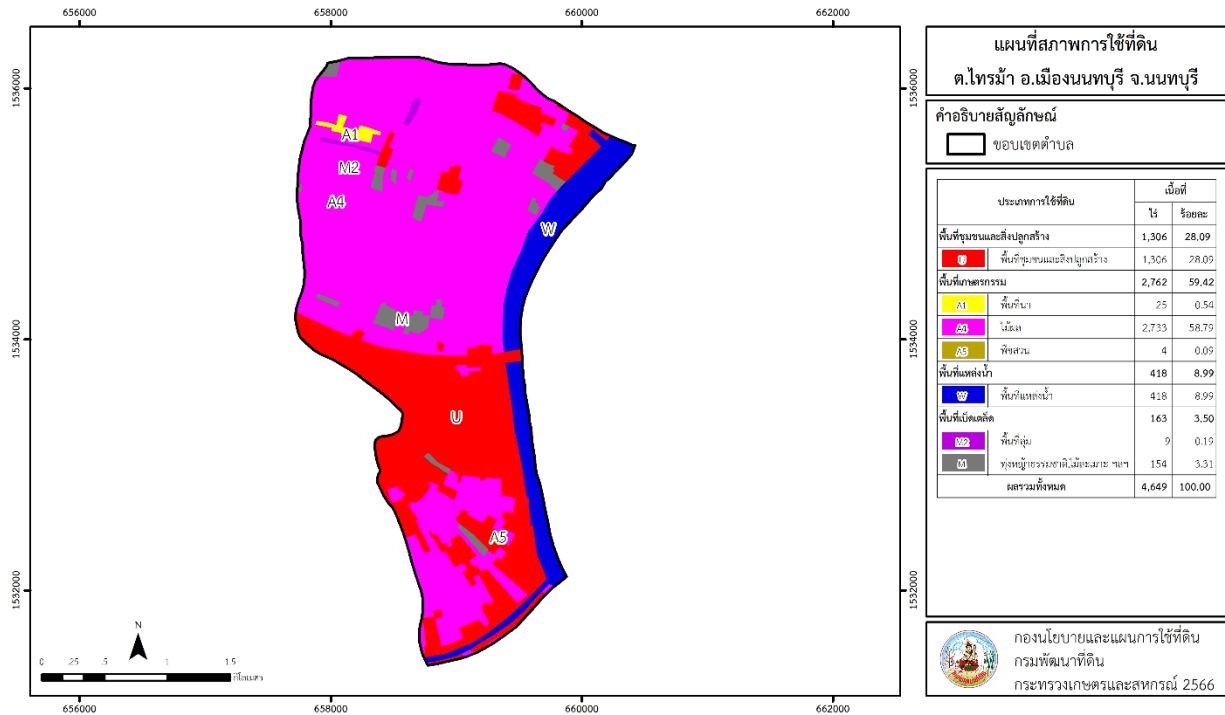 656000 658000 660000 662000
1536000 1536000
A1
M2
A4
W
M
1534000 1534000
U
A5
1532000 1532000
N
0 .25 .5 1 1.5
กิโลเมตร
656000 658000 660000 662000
แผนที่สภาพการใช้ที่ดิน
ต.ไทรม้า อ.เมืองนนทบุรี จ.นนทบุรี
คำอธิบายสัญลักษณ์
ขอบเขตตำบล
ประเภทการใช้ที่ดิน เนื้อที่
ไร่ ร้อยละ
พื้นที่ชุมชนและสิ่งปลูกสร้าง 1,306 28.09
U พื้นที่ชุมชนและสิ่งปลูกสร้าง 1,306 28.09
พื้นที่เกษตรกรรม 2,762 59.42
A1 พื้นที่นา 25 0.54
A4 ไม้ผล 2,733 58.79
A5 พืชสวน 4 0.09
พื้นที่แหล่งน้ำ 418 8.99
W พื้นที่แหล่งน้ำ 418 8.99
พื้นที่เบ็ดเตล็ด 163 3.50
M2 พื้นที่ลุ่ม 9 0.19
M ทุ่งหญ้าธรรมชาติ,ไม้ละเมาะ ฯลฯ 154 3.31
ผลรวมทั้งหมด 4,649 100.00
กองนโยบายและแผนการใช้ที่ดิน
กรมพัฒนาที่ดิน
กระทรวงเกษตรและสหกรณ์ 2566